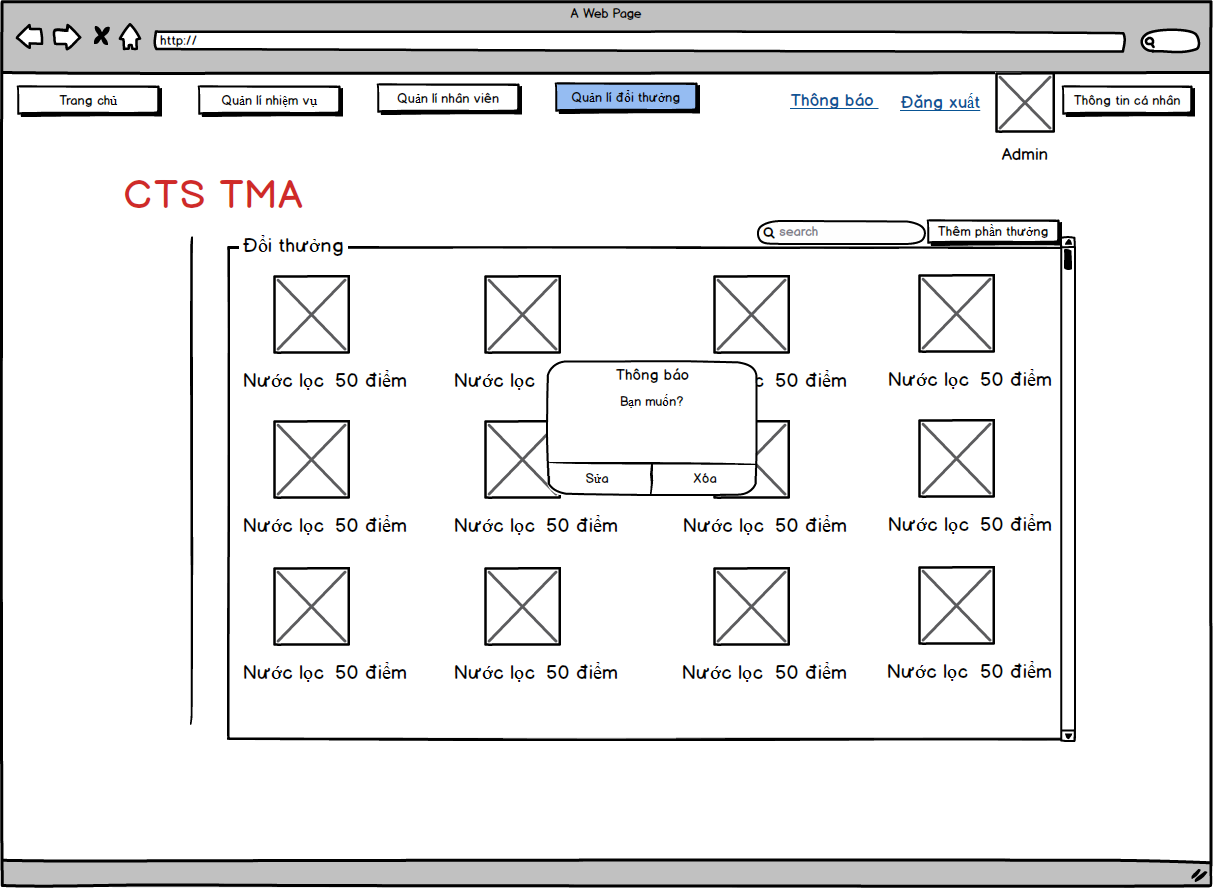 A Web Page
http://
Trang chủ
Quản lí nhiệm vụ
Quản lí nhân viên
Quản lí đổi thưởng
Thông báo
Đăng xuất
Thông tin cá nhân
Admin
CTS TMA
search
Thêm phần thưởng
Đổi thưởng
Nước lọc 50 điểm
Nước lọc
50 điểm
Nước lọc 50 điểm
Thông báo
Bạn muốn?
Sửa
Xóa
Nước lọc 50 điểm
Nước lọc 50 điểm
Nước lọc 50 điểm
Nước lọc 50 điểm
Nước lọc 50 điểm
Nước lọc 50 điểm
Nước lọc 50 điểm
Nước lọc 50 điểm